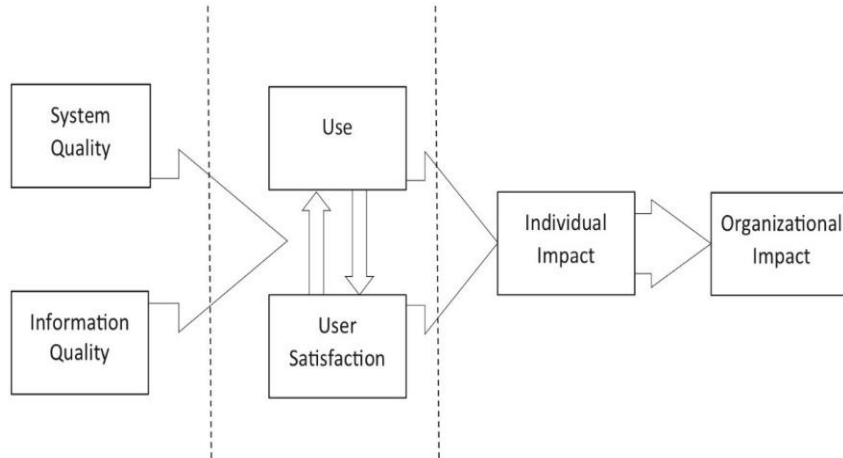 System
Quality
Information
Quality
Use
User
Satisfaction
Individual
Impact
Organizational
Impact